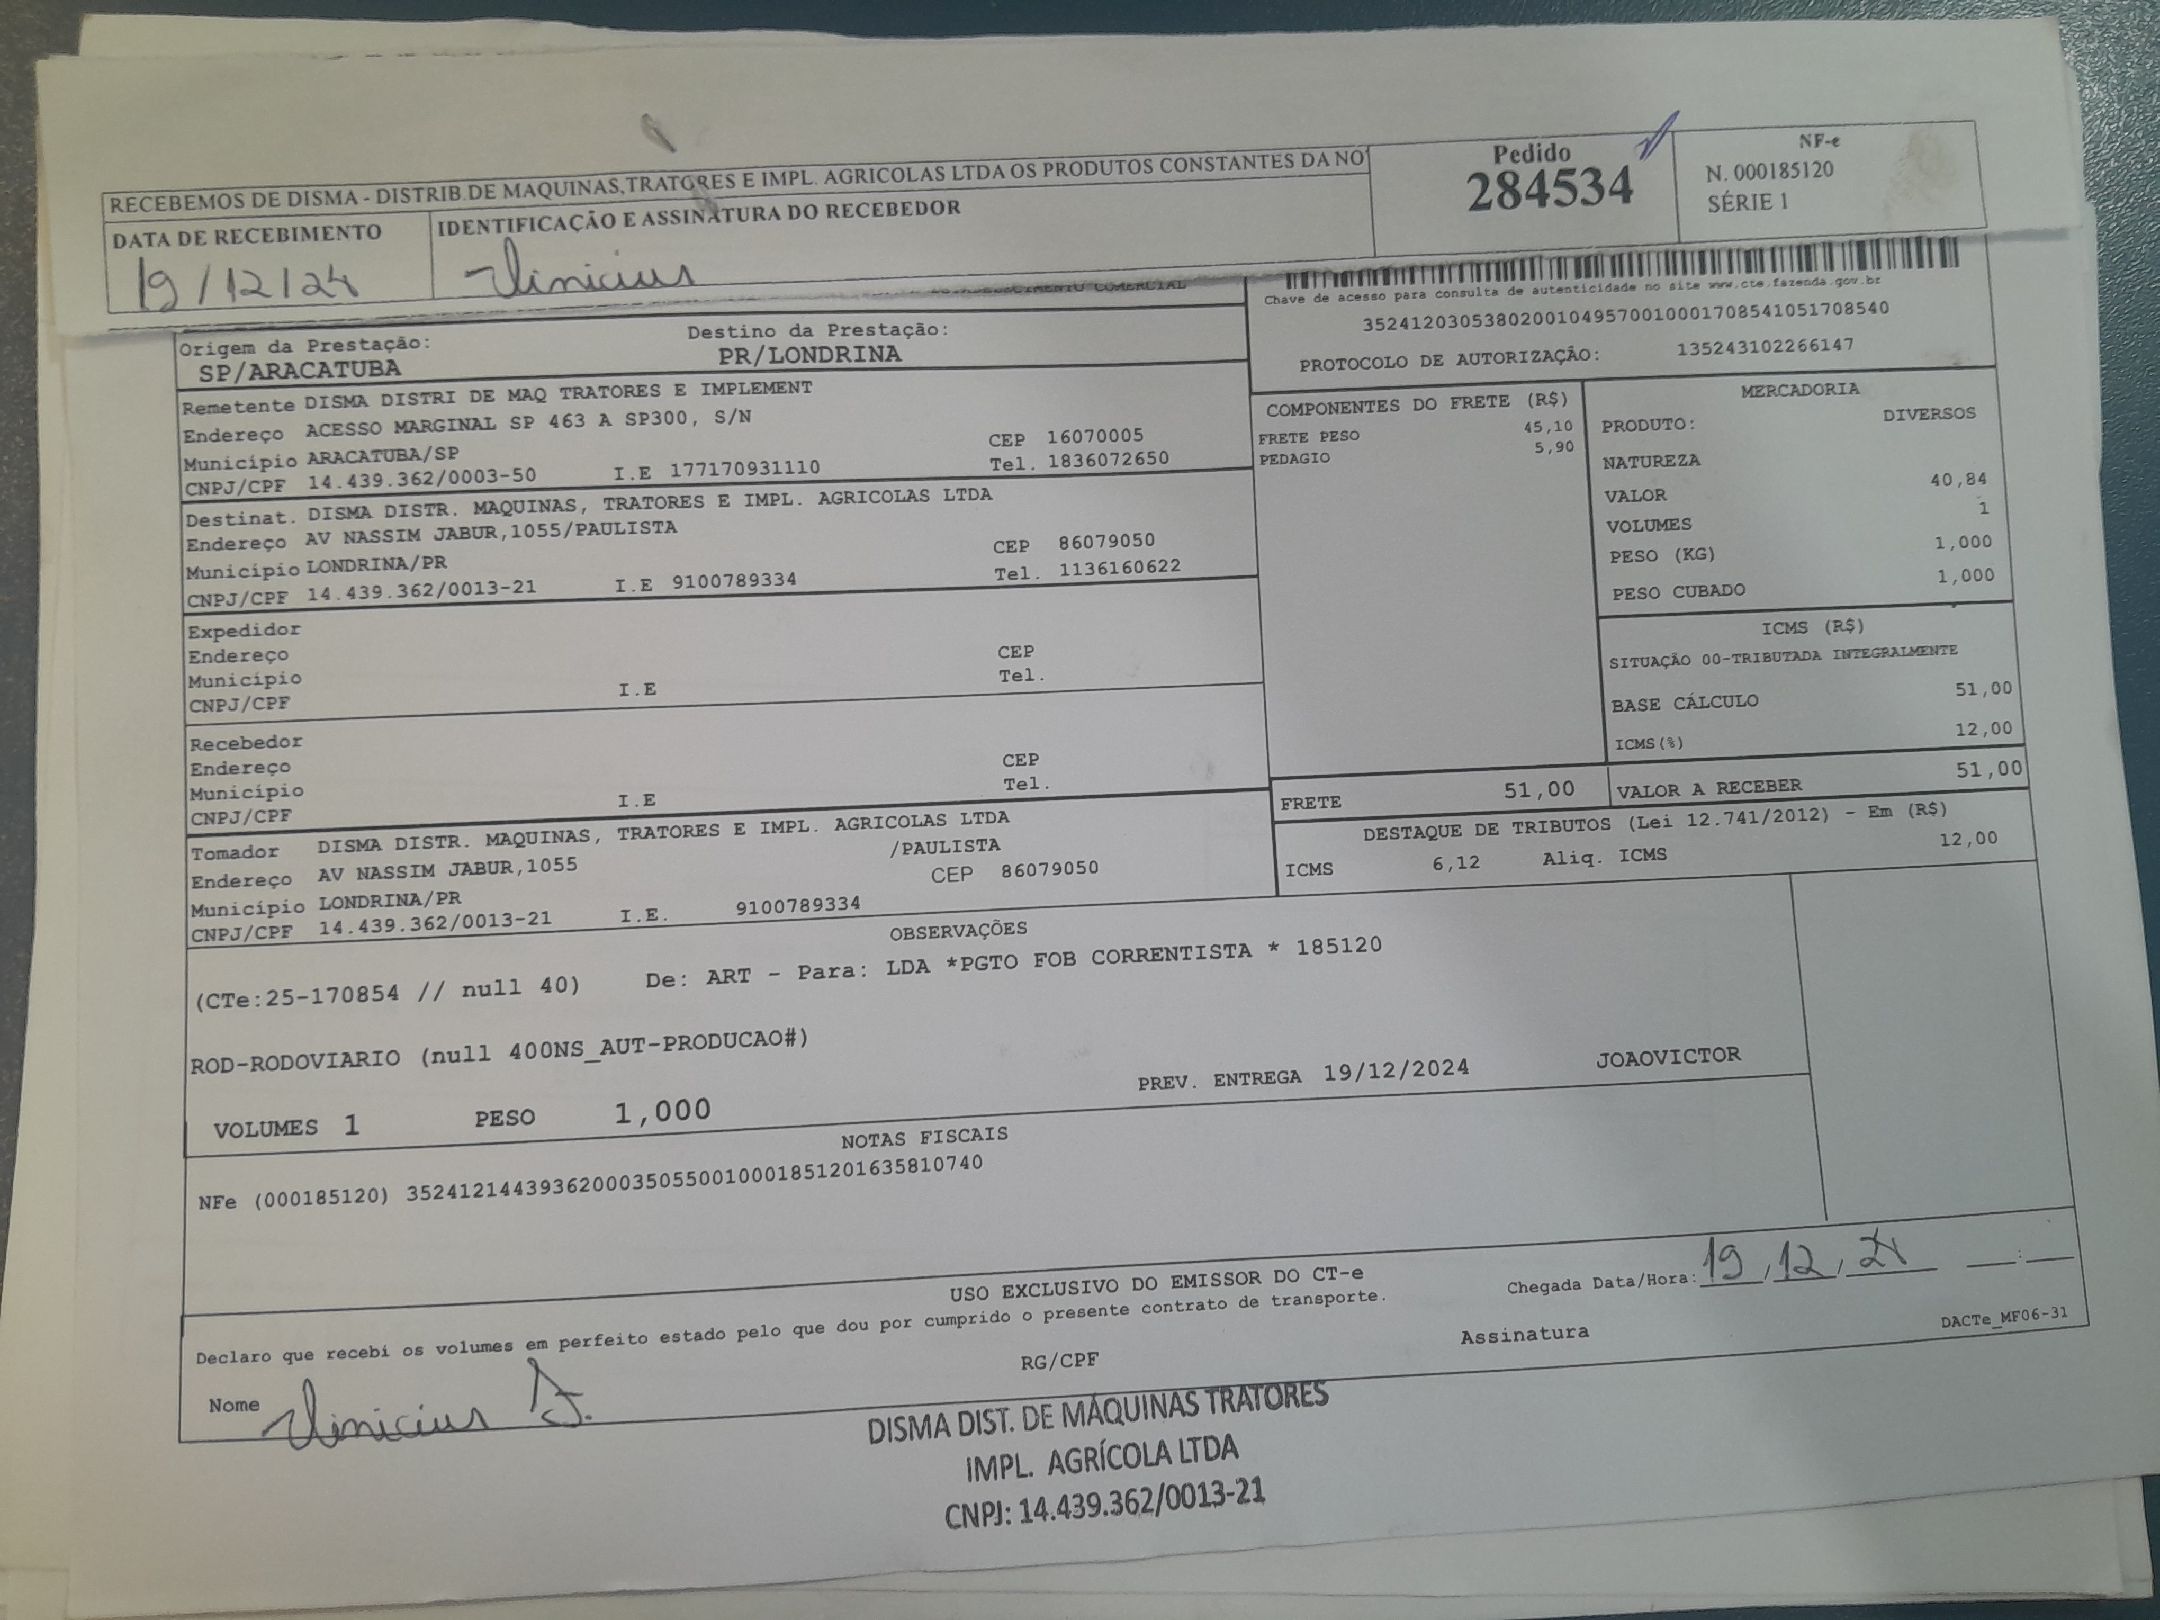 RECEBEMOS DE DISMA - DISTRIB.DE MAQUINAS,TRATORES E IMPL. AGRICOLAS LTDA OS PRODUTOS CONSTANTES DA NO
DATA DE RECEBIMENTO
19/12/24
IDENTIFICAÇÃO E ASSINATURA DO RECEBEDOR
Vinicius
Pedido
284534
NF-e
N. 000185120
SÉRIE 1
Chave de acesso para consulta de autenticidade no site www.cte.fazenda.gov.br
35241203053802001049570010001708541051708540
PROTOCOLO DE AUTORIZAÇÃO: 135243102266147
Origem da Prestação: Destino da Prestação:
SP/ARACATUBA PR/LONDRINA
Remetente DISMA DISTRI DE MAQ TRATORES E IMPLEMENT
Endereço ACESSO MARGINAL SP 463 A SP300, S/N
Município ARACATUBA/SP CEP 16070005
CNPJ/CPF 14.439.362/0003-50 I.E 177170931110 Tel. 1836072650
Destinat. DISMA DISTR. MAQUINAS, TRATORES E IMPL. AGRICOLAS LTDA
Endereço AV NASSIM JABUR,1055/PAULISTA
Município LONDRINA/PR CEP 86079050
CNPJ/CPF 14.439.362/0013-21 I.E 9100789334 Tel. 1136160622
Expedidor
Endereço CEP
Município Tel.
CNPJ/CPF I.E
Recebedor
Endereço CEP
Município Tel.
CNPJ/CPF I.E
Tomador DISMA DISTR. MAQUINAS, TRATORES E IMPL. AGRICOLAS LTDA
Endereço AV NASSIM JABUR,1055 /PAULISTA
Município LONDRINA/PR CEP 86079050
CNPJ/CPF 14.439.362/0013-21 I.E. 9100789334
COMPONENTES DO FRETE (R$)
FRETE PESO 45,10
PEDAGIO 5,90
MERCADORIA
PRODUTO: DIVERSOS
NATUREZA
VALOR 40,84
VOLUMES 1
PESO (KG) 1,000
PESO CUBADO 1,000
ICMS (R$)
SITUAÇÃO 00-TRIBUTADA INTEGRALMENTE
BASE CÁLCULO 51,00
ICMS(%) 12,00
FRETE 51,00 VALOR A RECEBER 51,00
DESTAQUE DE TRIBUTOS (Lei 12.741/2012) - Em (R$)
ICMS 6,12 Aliq. ICMS 12,00
OBSERVAÇÕES
(CTe:25-170854 // null 40) De: ART - Para: LDA *PGTO FOB CORRENTISTA * 185120
ROD-RODOVIARIO (null 400NS_AUT-PRODUCAO#)
PREV. ENTREGA 19/12/2024 JOAOVICTOR
VOLUMES 1 PESO 1,000
NOTAS FISCAIS
NFe (000185120) 35241214439362000350550010001851201635810740
USO EXCLUSIVO DO EMISSOR DO CT-e
Declaro que recebi os volumes em perfeito estado pelo que dou por cumprido o presente contrato de transporte.
Chegada Data/Hora: 19,12,24 __:__
Nome Vinicius J. RG/CPF Assinatura DACTe_MF06-31
DISMA DIST. DE MÁQUINAS TRATORES
IMPL. AGRÍCOLA LTDA
CNPJ: 14.439.362/0013-21